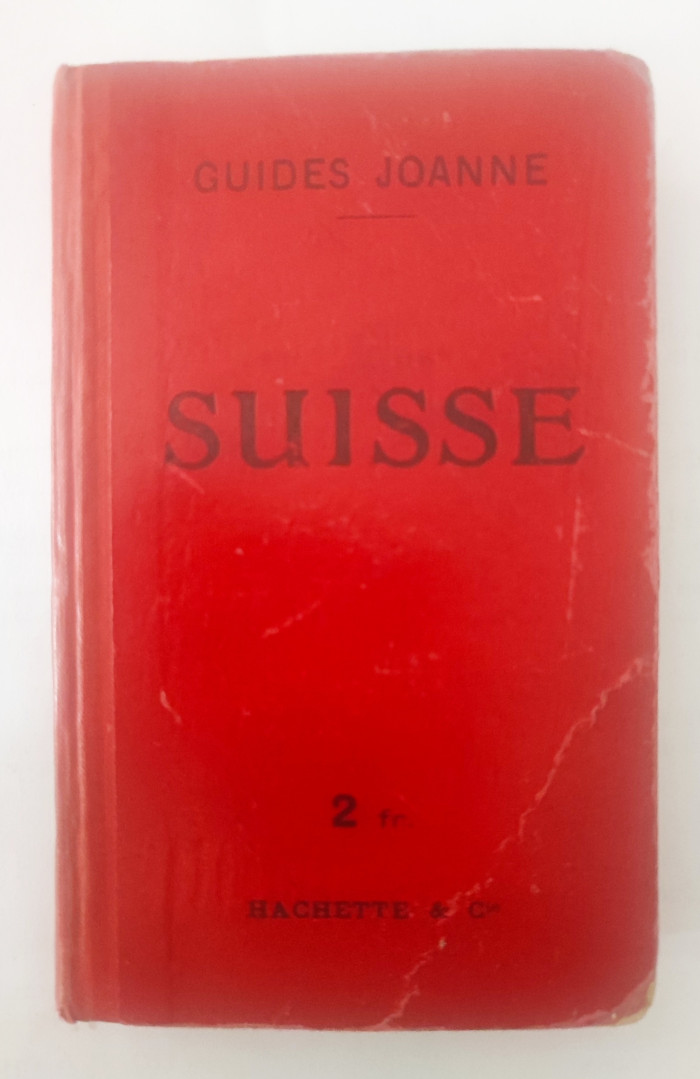 GUIDES JOANNE
SUISSE
2 fr.
HACHETTE & Cie